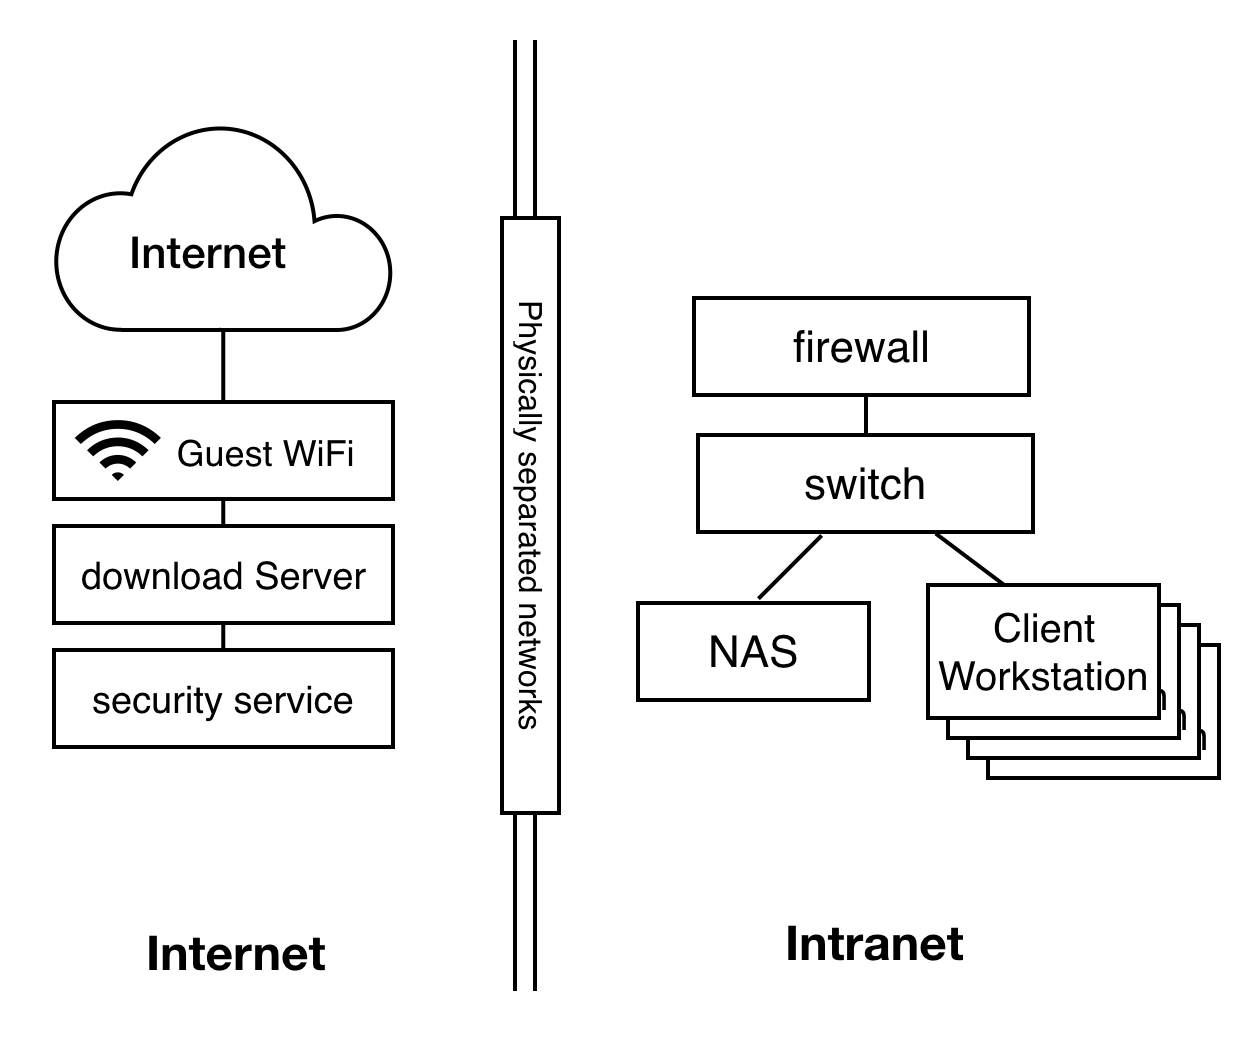 Internet
Guest WiFi
download Server
security service
Internet
Physically separated networks
firewall
switch
NAS
Client
Workstation
Intranet